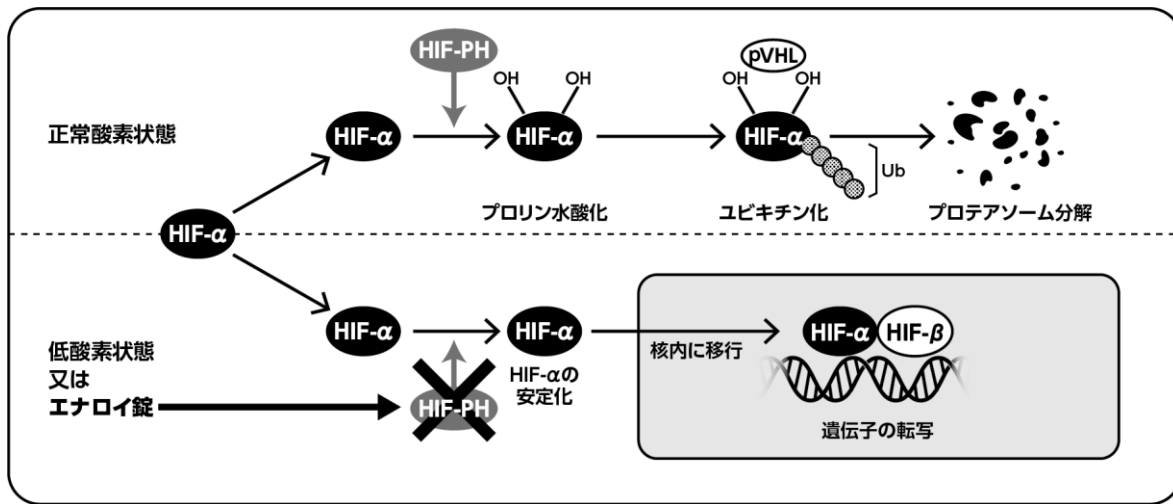 HIF-PH
pVHL
OH OH
OH OH
正常酸素状態
HIF-α
HIF-α
HIF-α
Ub
プロリン水酸化
ユビキチン化
プロテアソーム分解
HIF-α
HIF-α
HIF-α
HIF-α
HIF-β
核内に移行
低酸素状態
又は
エナロイ錠
HIF-PH
HIF-αの
安定化
遺伝子の転写